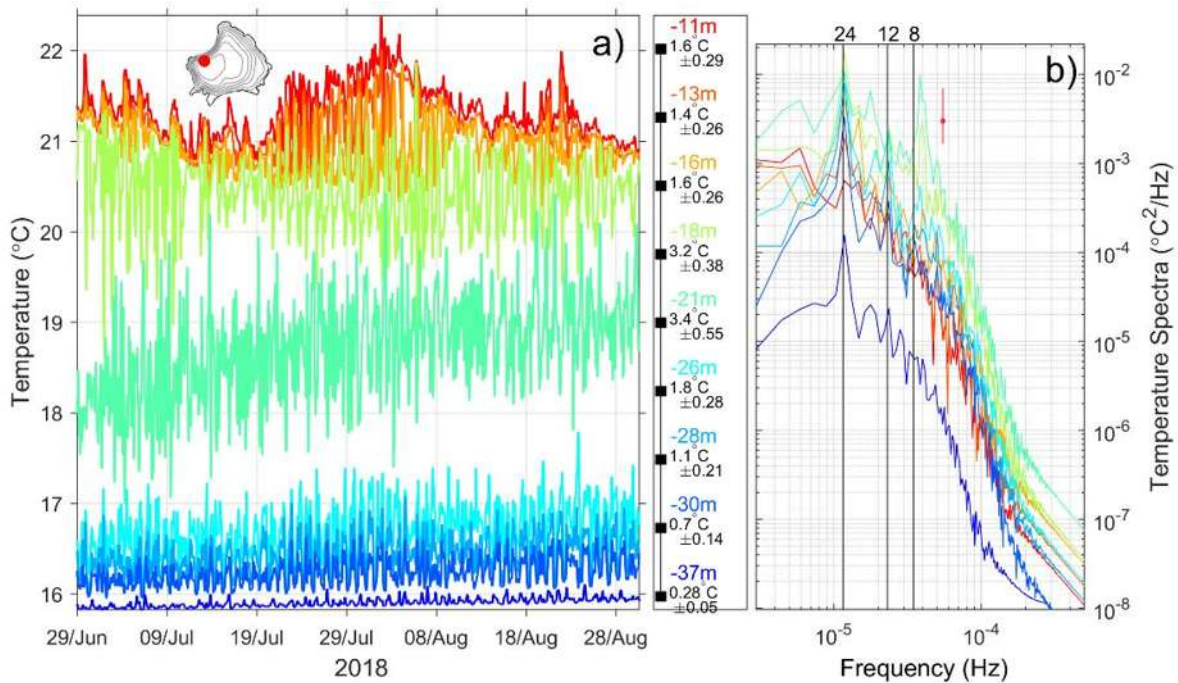 a)
Temperature (°C)
22
21
20
19
18
17
16
29/Jun 09/Jul 19/Jul 29/Jul 08/Aug 18/Aug 28/Aug
2018
-11m
1.6°C
±0.29
-13m
1.4°C
±0.26
-16m
1.6°C
±0.26
-18m
3.2°C
±0.38
-21m
3.4°C
±0.55
-26m
1.8°C
±0.28
-28m
1.1°C
±0.21
-30m
0.7°C
±0.14
-37m
0.28°C
±0.05
24 12 8
b)
10⁻²
10⁻³
10⁻⁴
10⁻⁵
10⁻⁶
10⁻⁷
10⁻⁸
Temperature Spectra (°C²/Hz)
10⁻⁵ 10⁻⁴
Frequency (Hz)